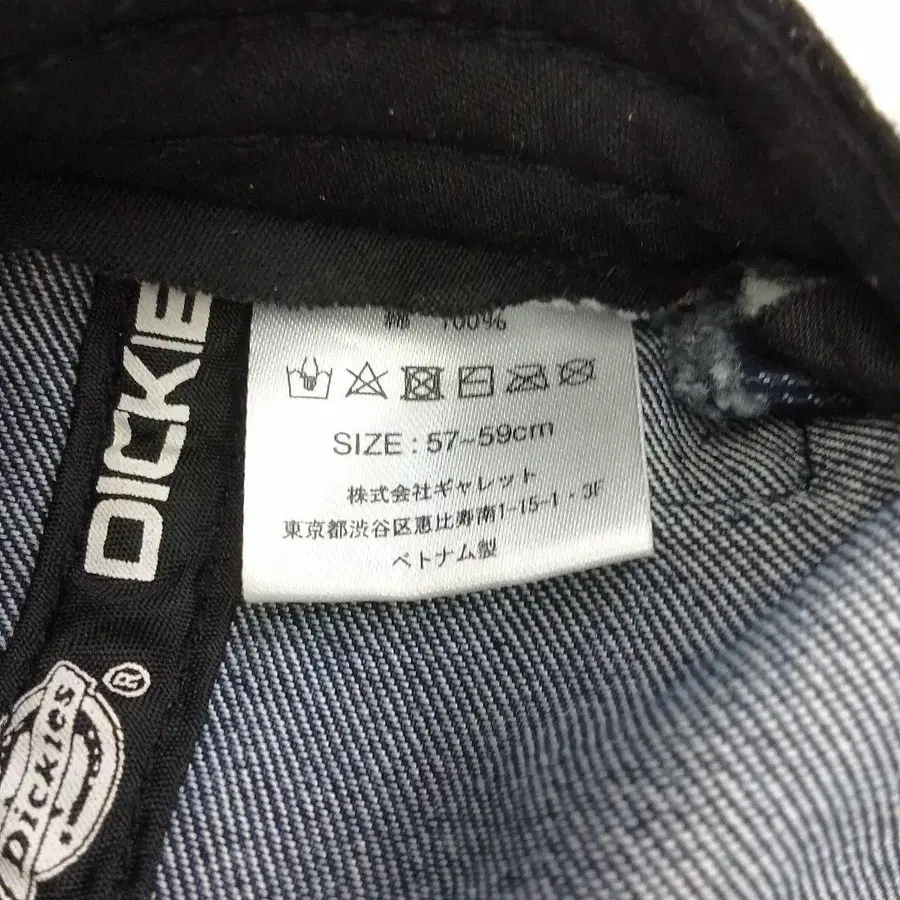 綿 100%
SIZE : 57~59cm
株式会社ギャレット
東京都渋谷区恵比寿南1-15-1・3F
ベトナム製
DICKIE
Dickies®